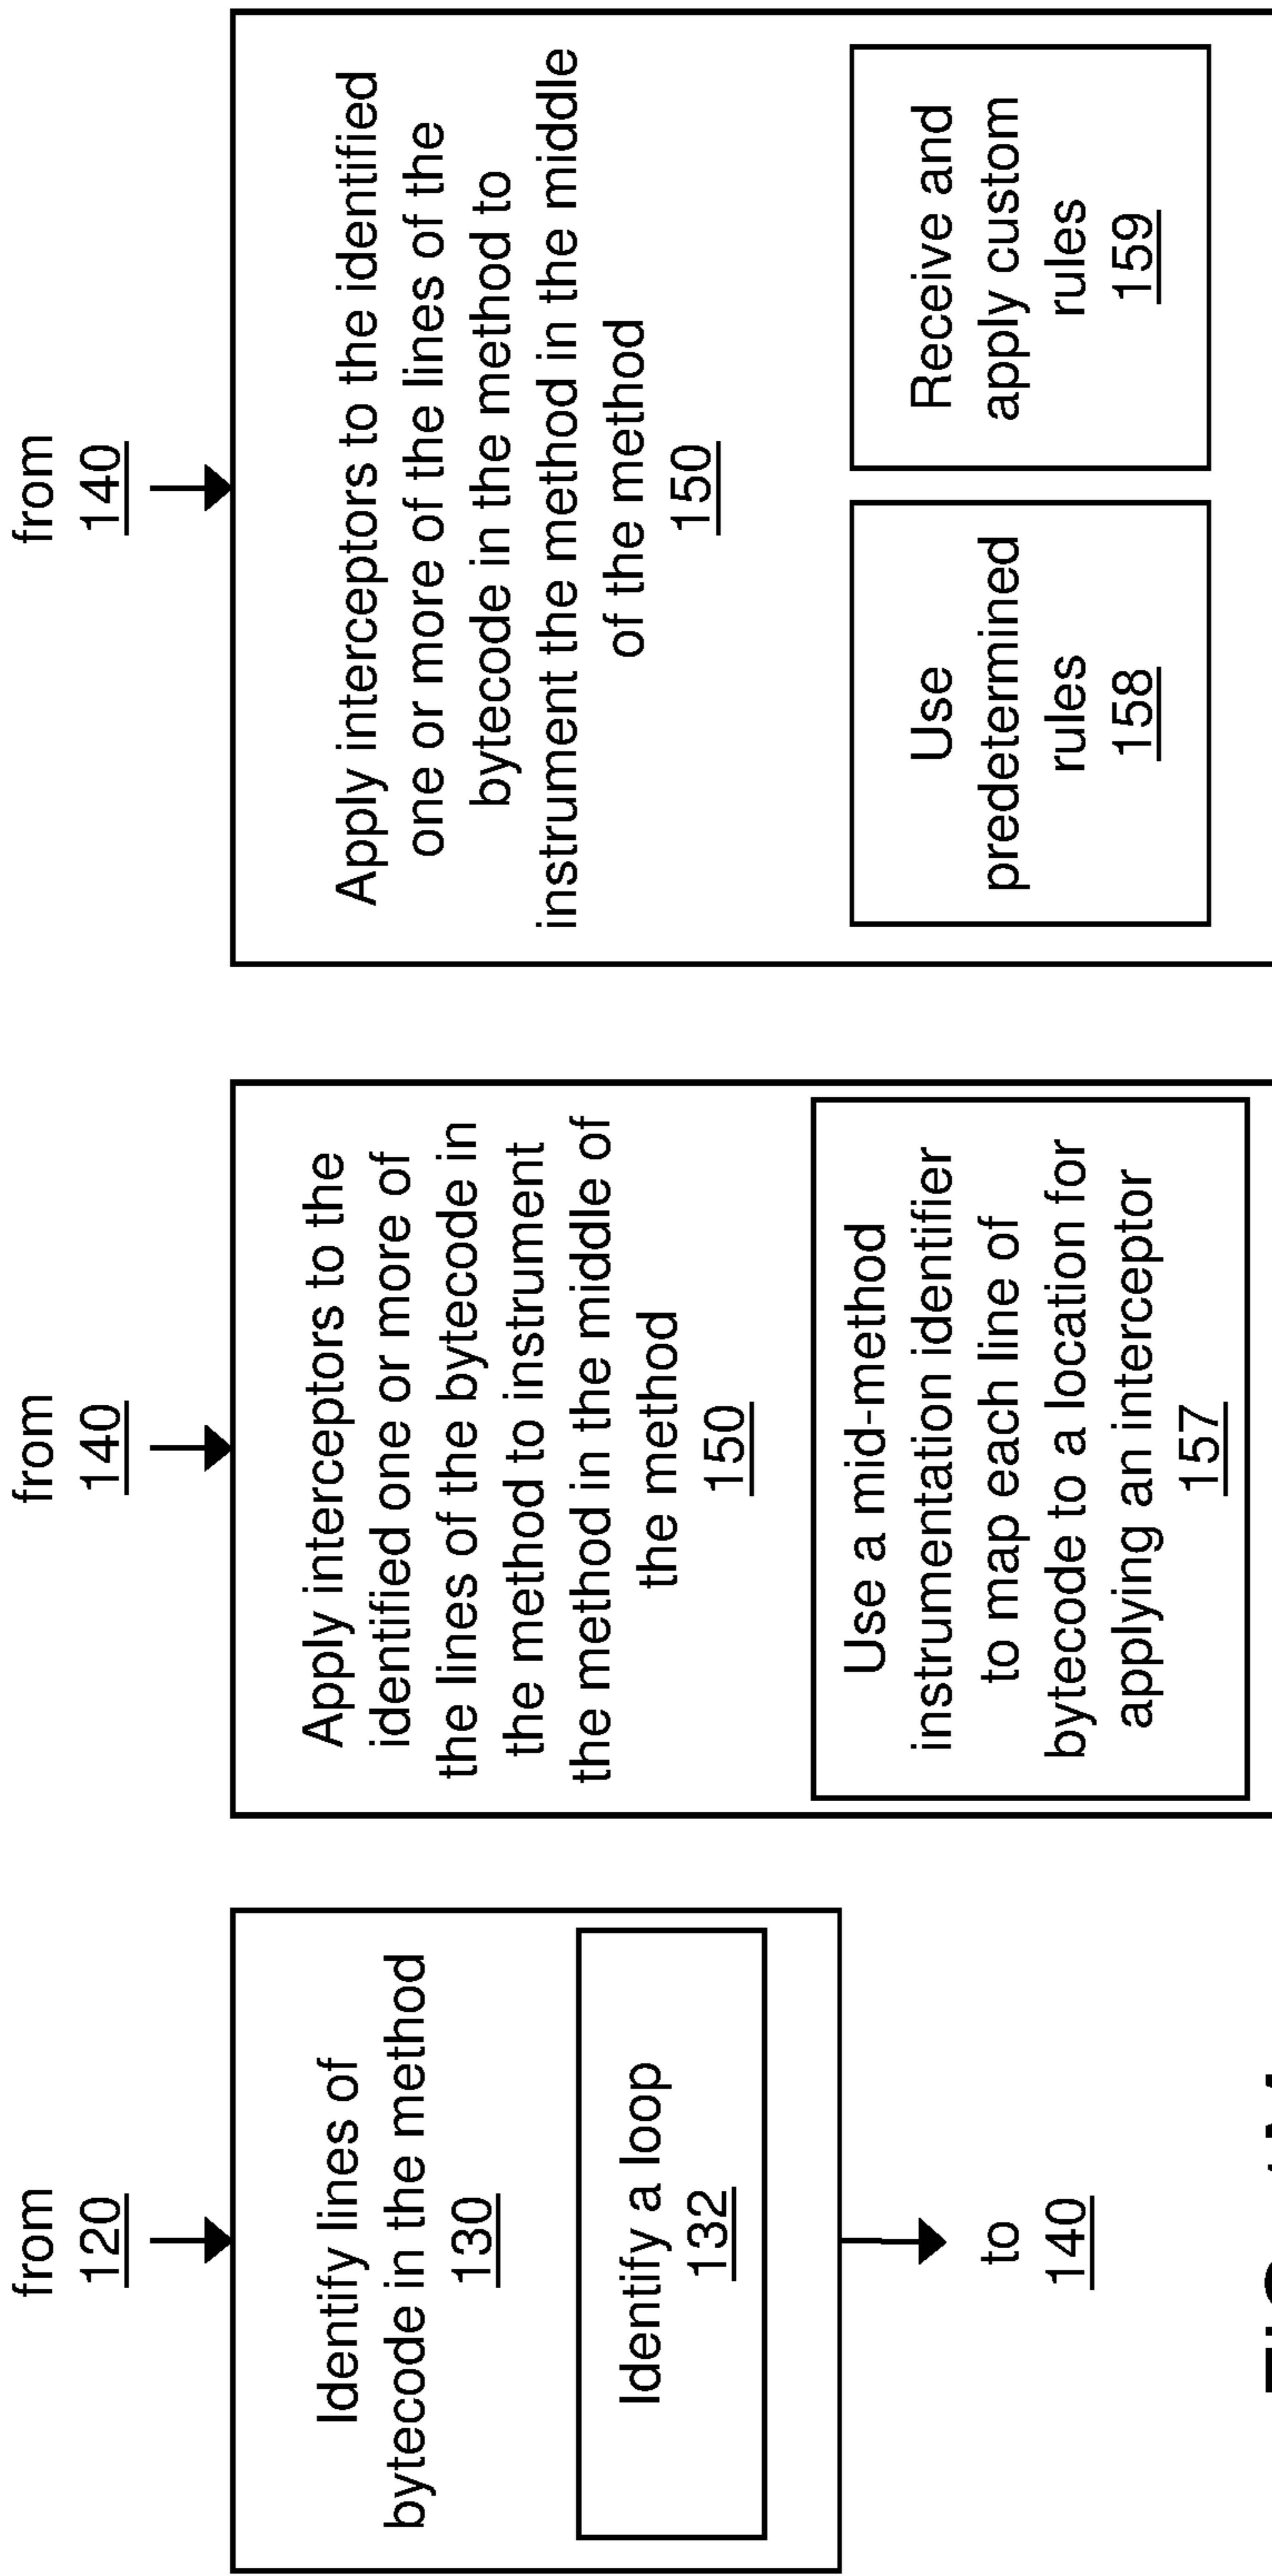 from
120
Identify lines of
bytecode in the method
130
Identify a loop
132
to
140
from
140
Apply interceptors to the
identified one or more of
the lines of the bytecode in
the method to instrument
the method in the middle of
the method
150
Use a mid-method
instrumentation identifier
to map each line of
bytecode to a location for
applying an interceptor
157
from
140
Apply interceptors to the identified
one or more of the lines of the
bytecode in the method to
instrument the method in the middle
of the method
150
Use
predetermined
rules
158
Receive and
apply custom
rules
159